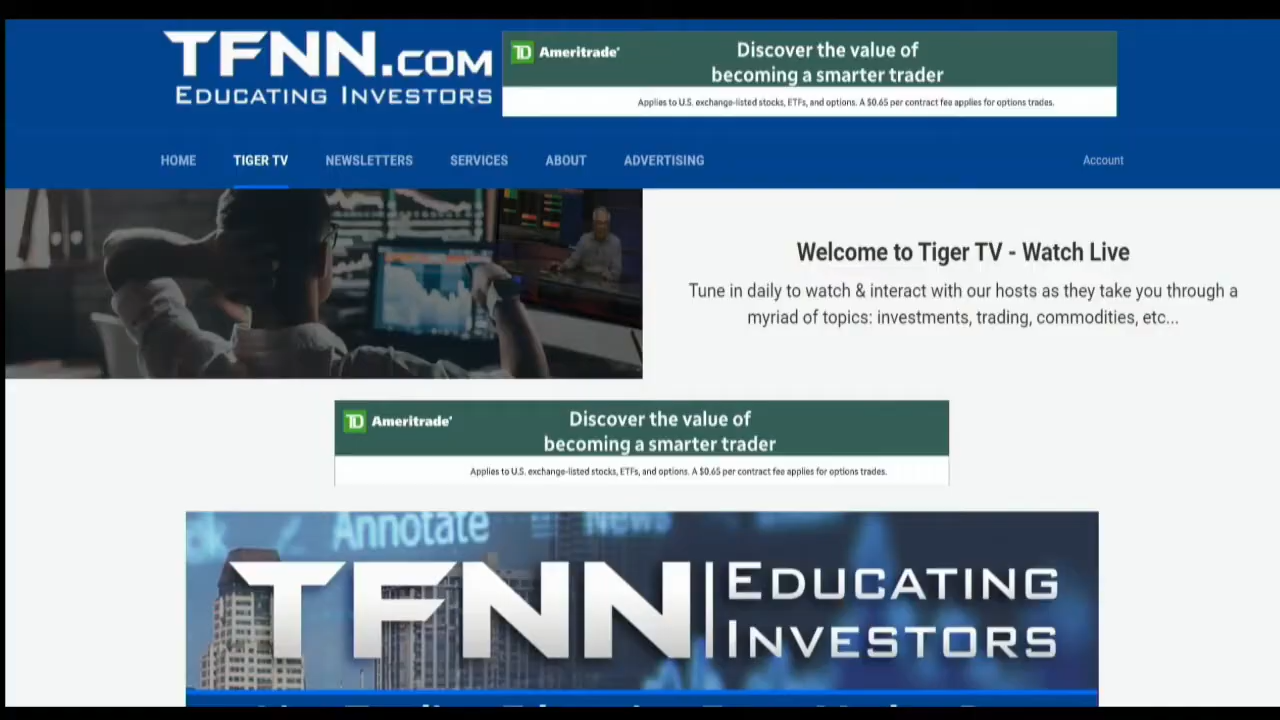 TFNN.COM
EDUCATING INVESTORS
TD Ameritrade
Discover the value of
becoming a smarter trader
Applies to U.S. exchange-listed stocks, ETFs, and options. A $0.65 per contract fee applies for options trades.
HOME TIGER TV NEWSLETTERS SERVICES ABOUT ADVERTISING Account
Welcome to Tiger TV - Watch Live
Tune in daily to watch & interact with our hosts as they take you through a
myriad of topics: investments, trading, commodities, etc...
TD Ameritrade
Discover the value of
becoming a smarter trader
Applies to U.S. exchange-listed stocks, ETFs, and options. A $0.65 per contract fee applies for options trades.
Annotate News
TFNN EDUCATING
INVESTORS